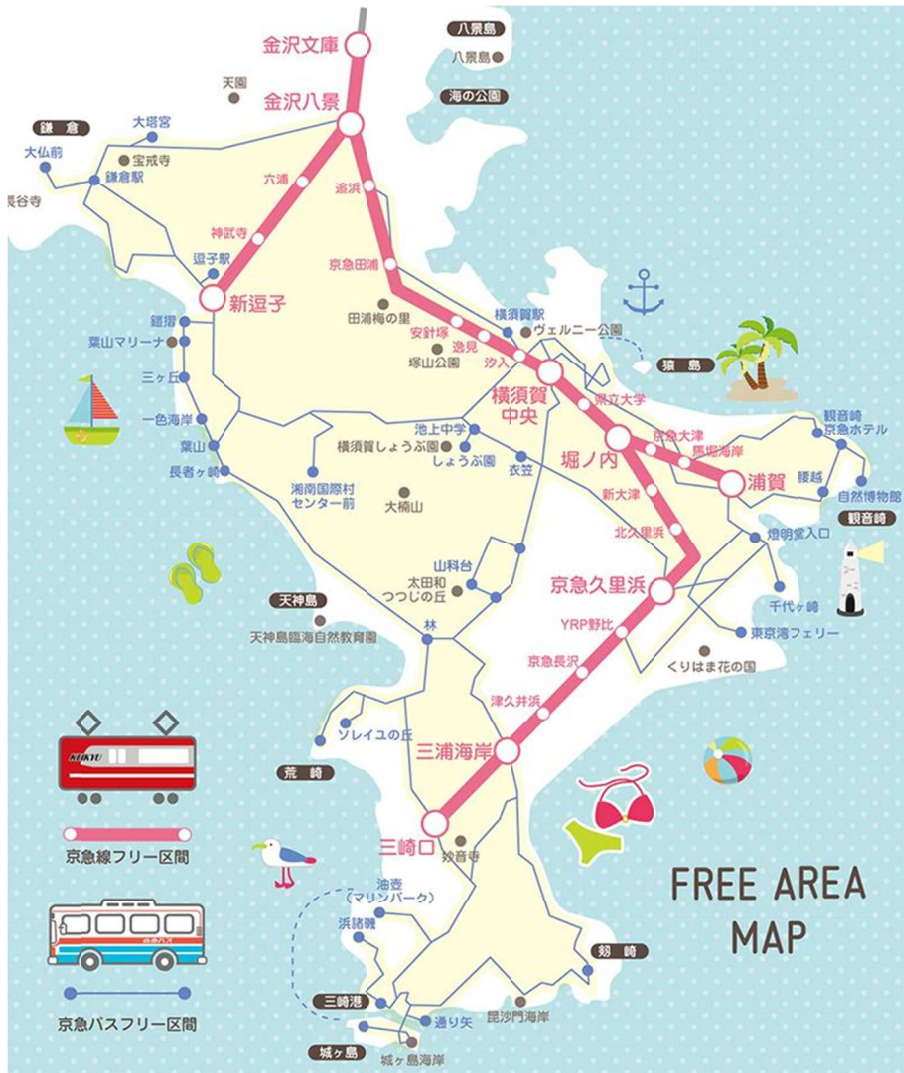 金沢文庫
八景島
八景島
天園
金沢八景
海の公園
大塔宮
鎌倉
大仏前
宝戒寺
鎌倉駅
六浦
追浜
長谷寺
神武寺
逗子駅
京急田浦
新逗子
田浦梅の里
横須賀駅
ヴェルニー公園
鐙摺
安針塚
葉山マリーナ
逸見
塚山公園
汐入
猿島
三ヶ丘
横須賀
中央
県立大学
一色海岸
池上中学
観音崎
京急ホテル
京急大津
葉山
横須賀しょうぶ園
しょうぶ園
堀ノ内
馬堀海岸
長者ヶ崎
衣笠
浦賀
腰越
湘南国際村
センター前
新大津
自然博物館
大楠山
観音崎
北久里浜
燈明堂入口
山科台
京急久里浜
太田和
つつじの丘
天神島
千代ヶ崎
天神島臨海自然教育園
林
YRP野比
東京湾フェリー
くりはま花の国
京急長沢
津久井浜
ソレイユの丘
三浦海岸
KEIKYU
荒崎
三崎口
京急線フリー区間
妙音寺
FREE AREA
MAP
油壺
(マリンパーク)
浜諸磯
京急バス
剱崎
三崎港
昆沙門海岸
通り矢
京急バスフリー区間
城ヶ島
城ヶ島海岸